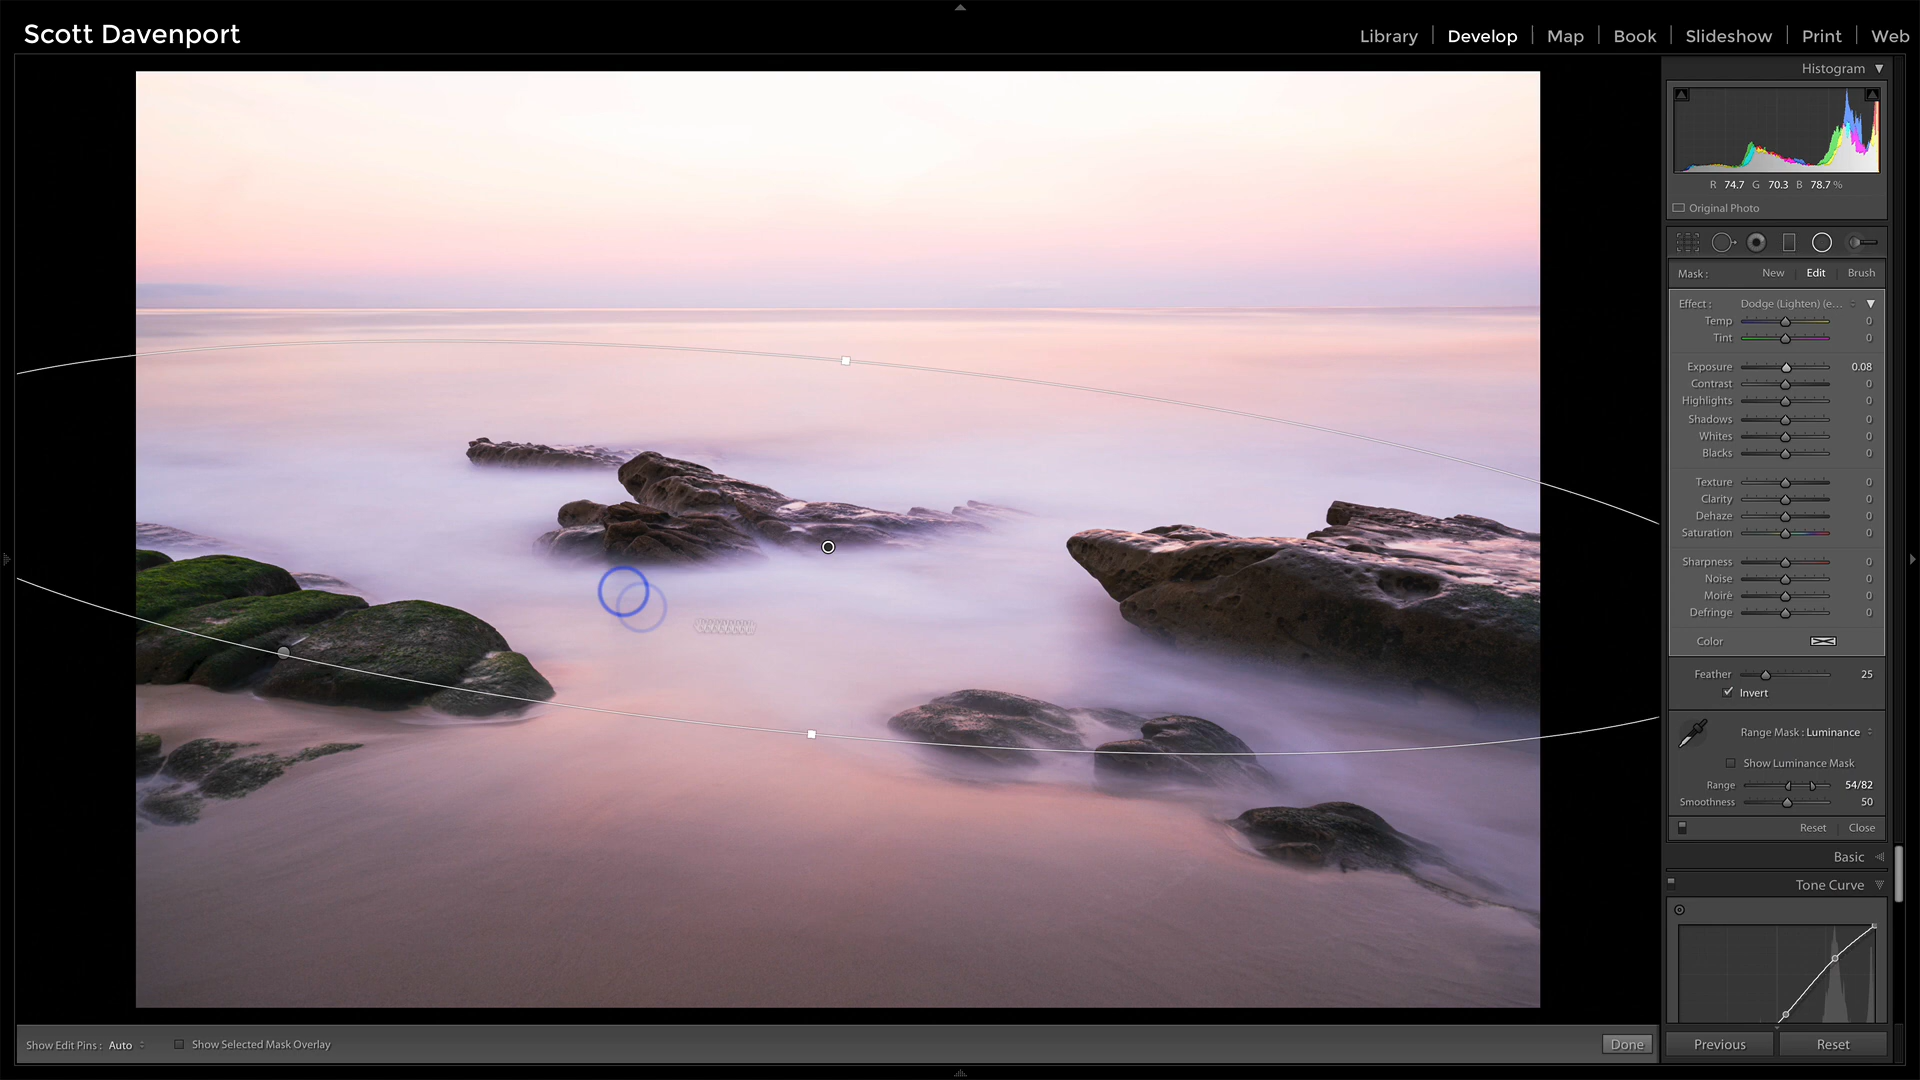 Scott Davenport
Library | Develop | Map | Book | Slideshow | Print | Web
Histogram
R 74.7 G 70.3 B 78.7 %
Original Photo
Mask : New | Edit Brush
Effect : Dodge (Lighten) (e...
Temp 0
Tint 0
Exposure 0.08
Contrast 0
Highlights 0
Shadows 0
Whites 0
Blacks 0
Texture 0
Clarity 0
Dehaze 0
Saturation 0
Sharpness 0
Noise 0
Moiré 0
Defringe 0
Color
Feather 25
Invert
Range Mask : Luminance
Show Luminance Mask
Range 54/82
Smoothness 50
Reset | Close
Basic
Tone Curve
Show Edit Pins : Auto
Show Selected Mask Overlay
Done
Previous
Reset